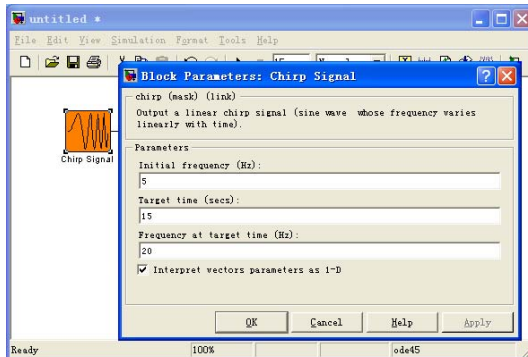 untitled *
File Edit View Simulation Format Tools Help
Block Parameters: Chirp Signal
chirp (mask) (link)
Output a linear chirp signal (sine wave whose frequency varies
linearly with time).
Parameters
Initial frequency (Hz):
5
Target time (secs):
15
Frequency at target time (Hz):
20
Interpret vectors parameters as 1-D
OK Cancel Help Apply
Chirp Signal
Ready 100% ode45